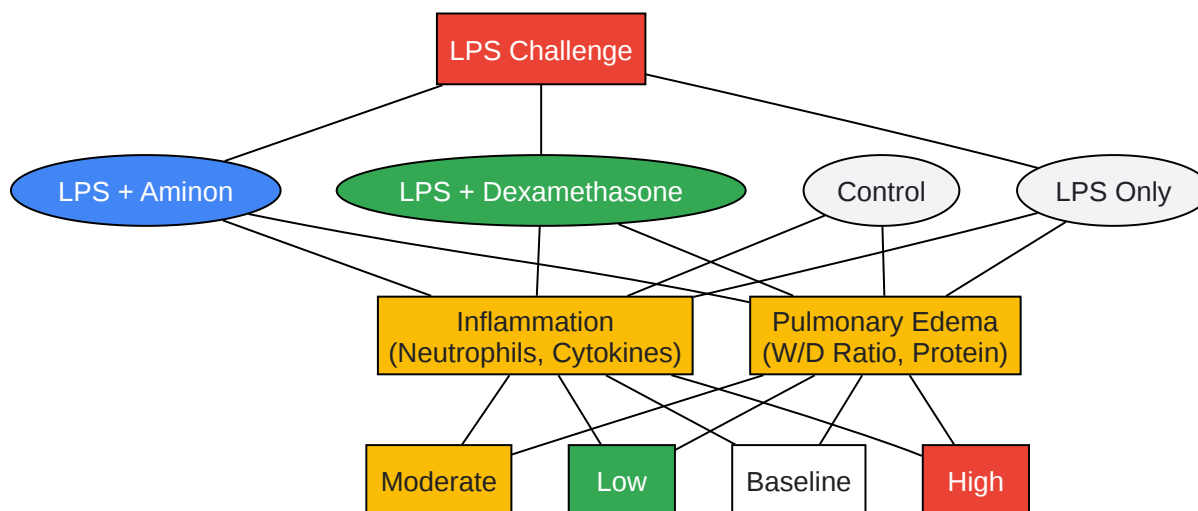 LPS Challenge
LPS + Aminon
LPS + Dexamethasone
Control
LPS Only
Inflammation
(Neutrophils, Cytokines)
Pulmonary Edema
(W/D Ratio, Protein)
Moderate
Low
Baseline
High